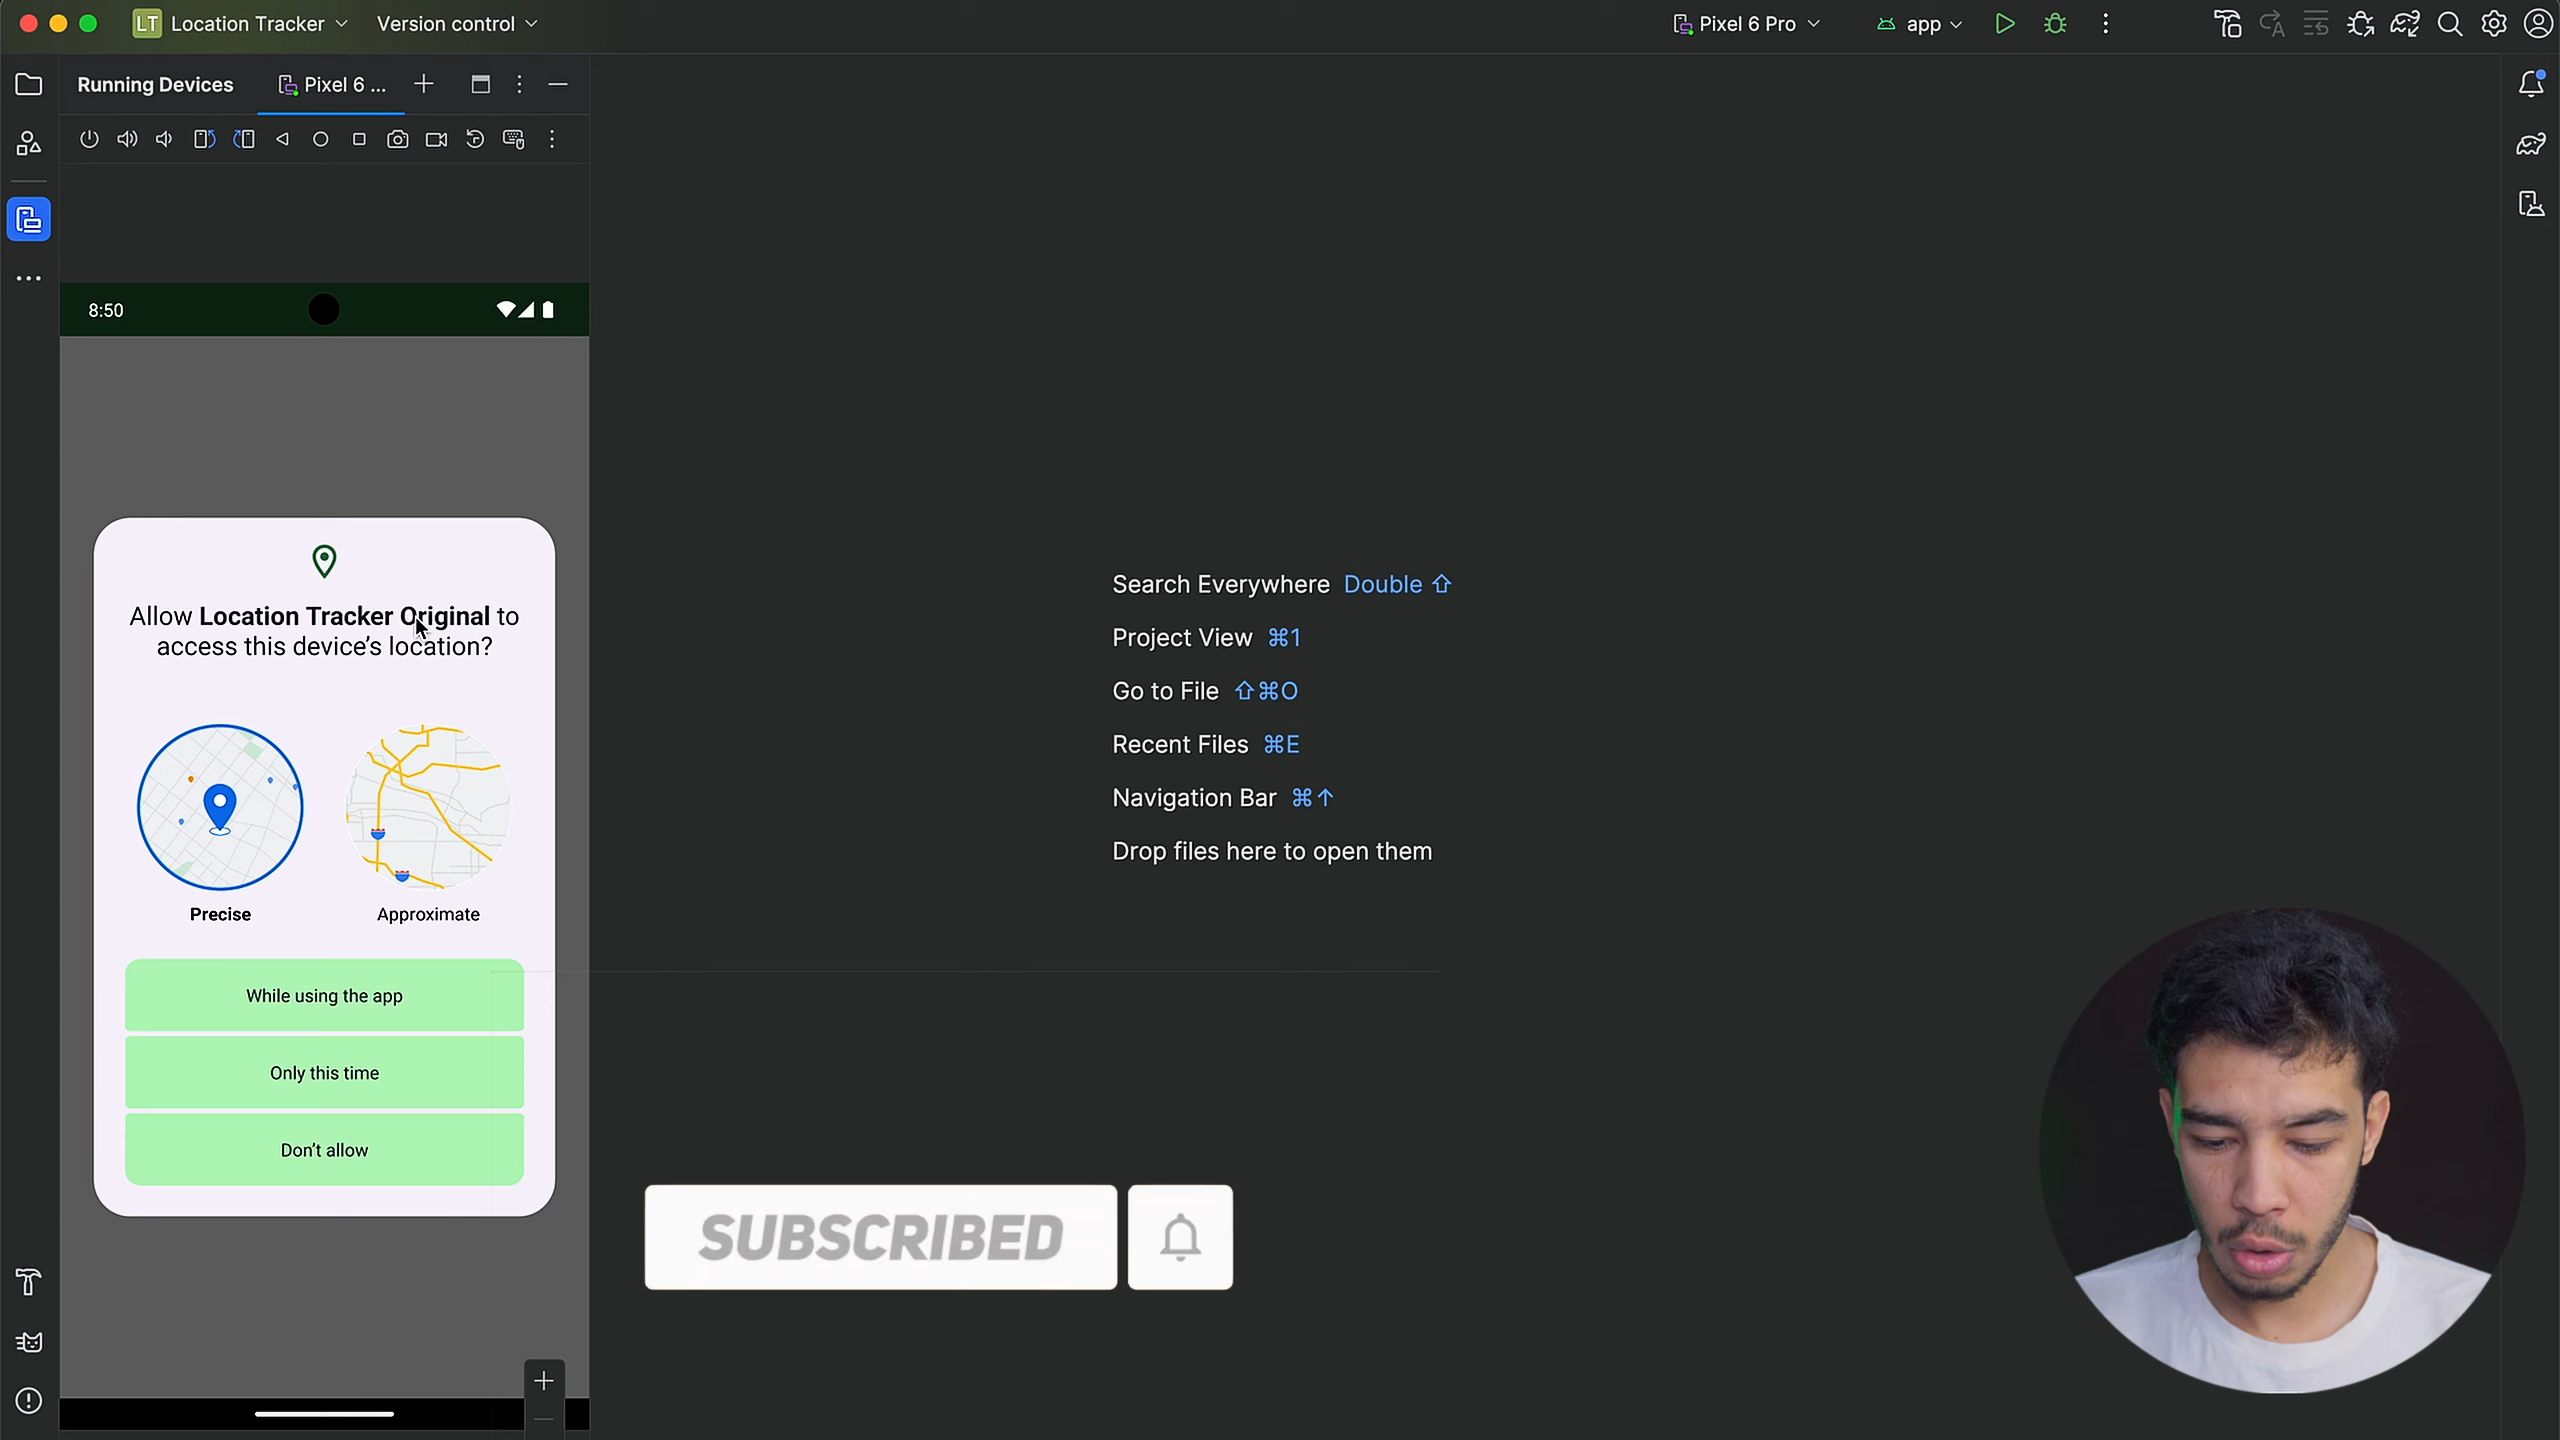 LT Location Tracker
Version control
Pixel 6 Pro
app
Running Devices
Pixel 6 ...
8:50
Allow Location Tracker Original to
access this device’s location?
Precise
Approximate
While using the app
Only this time
Don’t allow
Search Everywhere Double ⇧
Project View ⌘1
Go to File ⇧⌘O
Recent Files ⌘E
Navigation Bar ⌘↑
Drop files here to open them
SUBSCRIBED